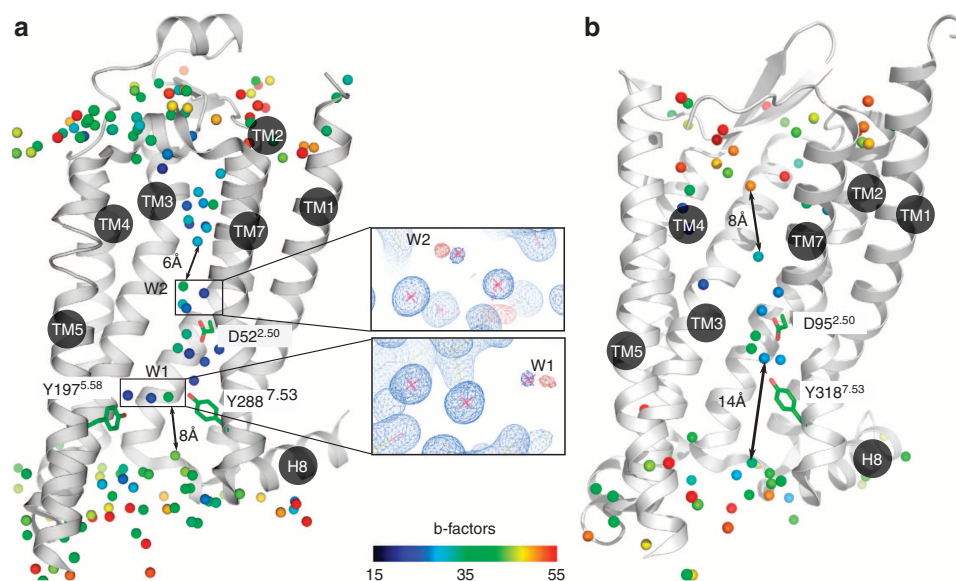 a
b
TM2
TM3
TM4
TM7
TM1
6Å
W2
D52^2.50
TM5
W1
Y197^5.58
Y288^7.53
8Å
H8
W2
W1
TM2
TM4
8Å
TM1
TM7
TM3
D95^2.50
TM5
Y318^7.53
14Å
H8
b-factors
15 35 55